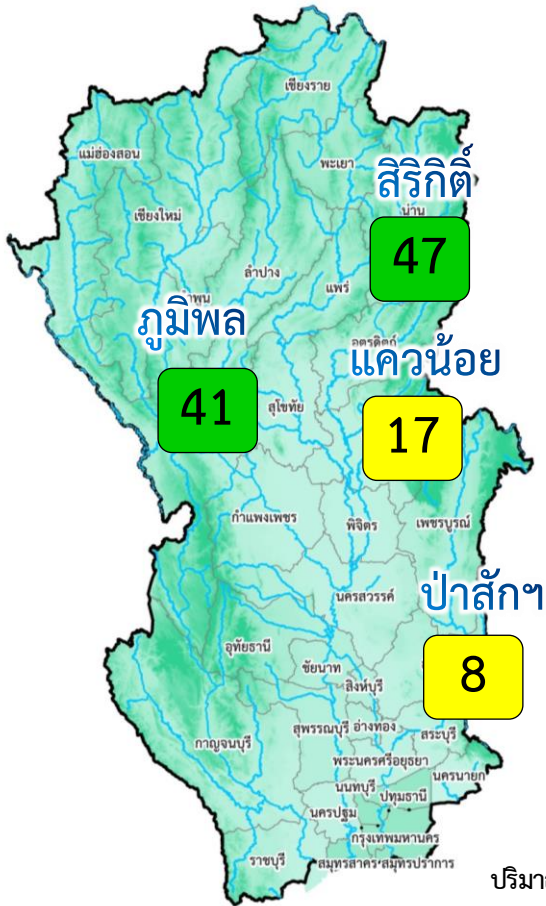 เชียงราย
แม่ฮ่องสอน
พะเยา
สิริกิติ์
น่าน
เชียงใหม่
47
ลำปาง
แพร่
ภูมิพล
อุตรดิตถ์
แควน้อย
41
สุโขทัย
17
กำแพงเพชร
พิจิตร
เพชรบูรณ์
นครสวรรค์
ป่าสักฯ
อุทัยธานี
ชัยนาท
8
สิงห์บุรี
สุพรรณบุรี อ่างทอง
สระบุรี
กาญจนบุรี
พระนครศรีอยุธยา
นครนายก
นนทบุรี
ปทุมธานี
นครปฐม
กรุงเทพมหานคร
ราชบุรี
สมุทรสาคร สมุทรปราการ